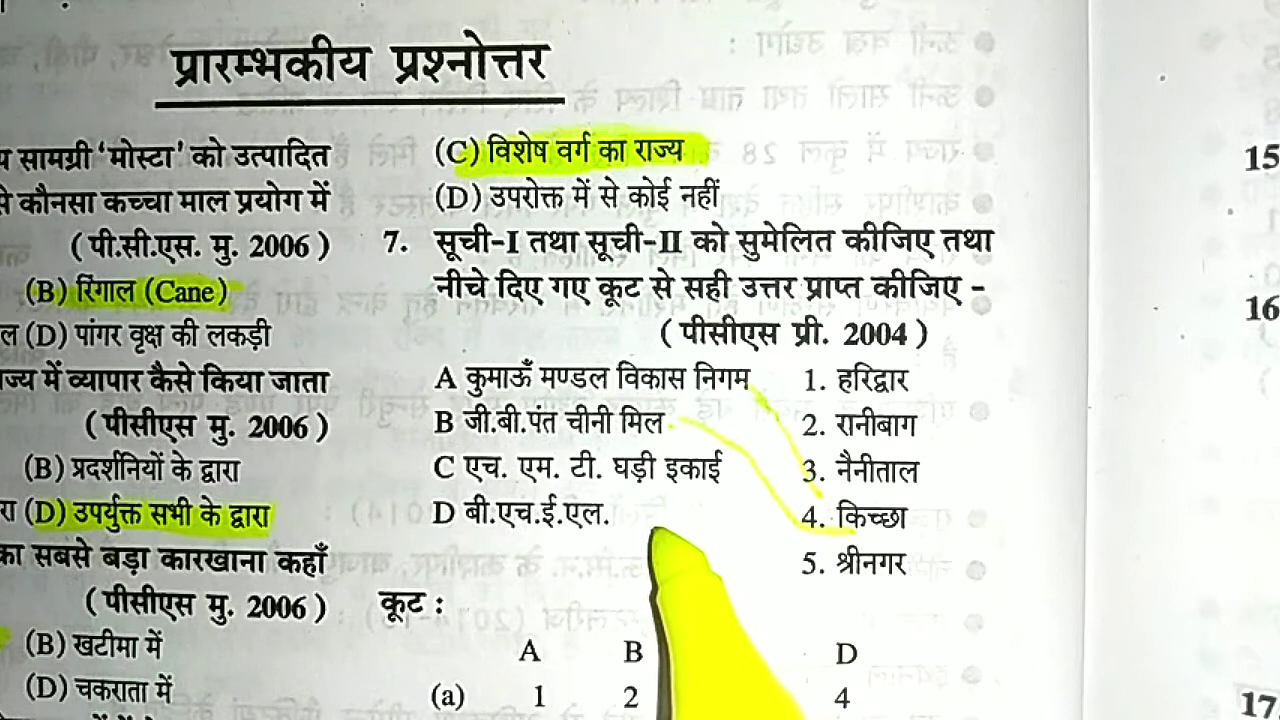 प्रारम्भकीय प्रश्नोत्तर
सामग्री 'मोस्टा' को उत्पादित
कौनसा कच्चा माल प्रयोग में
( पी.सी.एस. मु. 2006 )
(B) रिंगाल (Cane)
(D) पांगर वृक्ष की लकड़ी
में व्यापार कैसे किया जाता
( पीसीएस मु. 2006 )
(B) प्रदर्शनियों के द्वारा
(D) उपर्युक्त सभी के द्वारा
का सबसे बड़ा कारखाना कहाँ
( पीसीएस मु. 2006 )
(B) खटीमा में
(D) चकराता में
(C) विशेष वर्ग का राज्य
(D) उपरोक्त में से कोई नहीं
7. सूची-I तथा सूची-II को सुमेलित कीजिए तथा
नीचे दिए गए कूट से सही उत्तर प्राप्त कीजिए -
( पीसीएस प्री. 2004 )
A कुमाऊँ मण्डल विकास निगम 1. हरिद्वार
B जी.बी.पंत चीनी मिल 2. रानीबाग
C एच. एम. टी. घड़ी इकाई 3. नैनीताल
D बी.एच.ई.एल. 4. किच्छा
5. श्रीनगर
कूट :
A B D
(a) 1 2 4
15
16
17